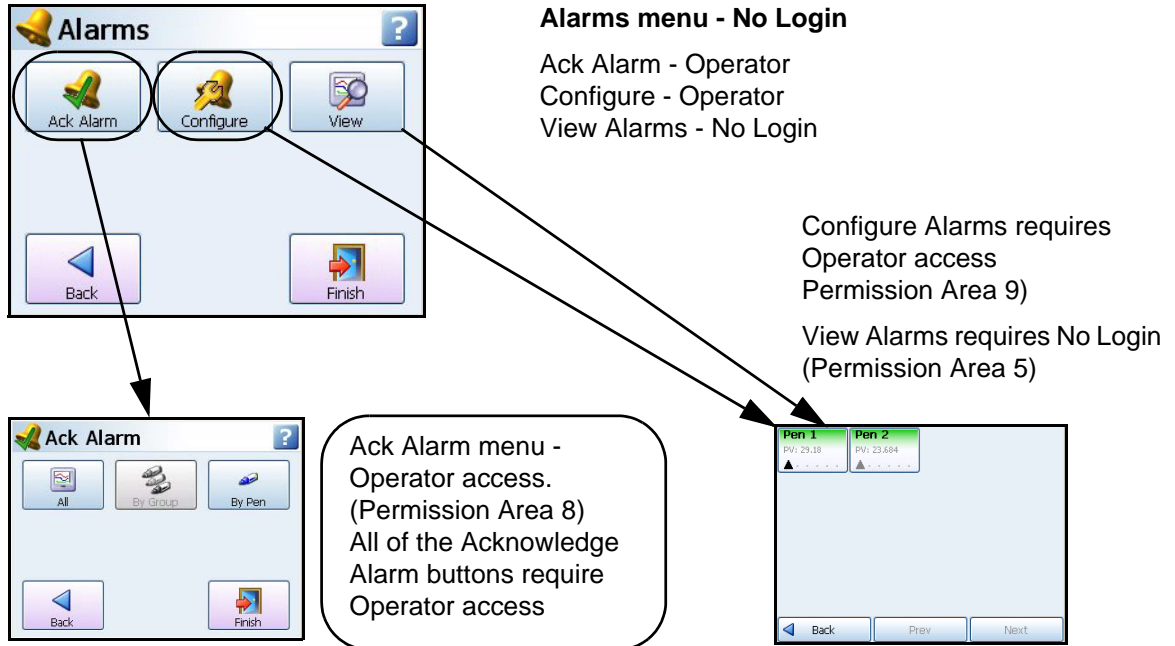 Alarms
?
Ack Alarm
Configure
View
Back
Finish
Alarms menu - No Login
Ack Alarm - Operator
Configure - Operator
View Alarms - No Login
Configure Alarms requires
Operator access
Permission Area 9)
View Alarms requires No Login
(Permission Area 5)
Ack Alarm
?
All
By Group
By Pen
Back
Finish
Ack Alarm menu -
Operator access.
(Permission Area 8)
All of the Acknowledge
Alarm buttons require
Operator access
Pen 1
PV: 29.18
Pen 2
PV: 23.684
Back
Prev
Next